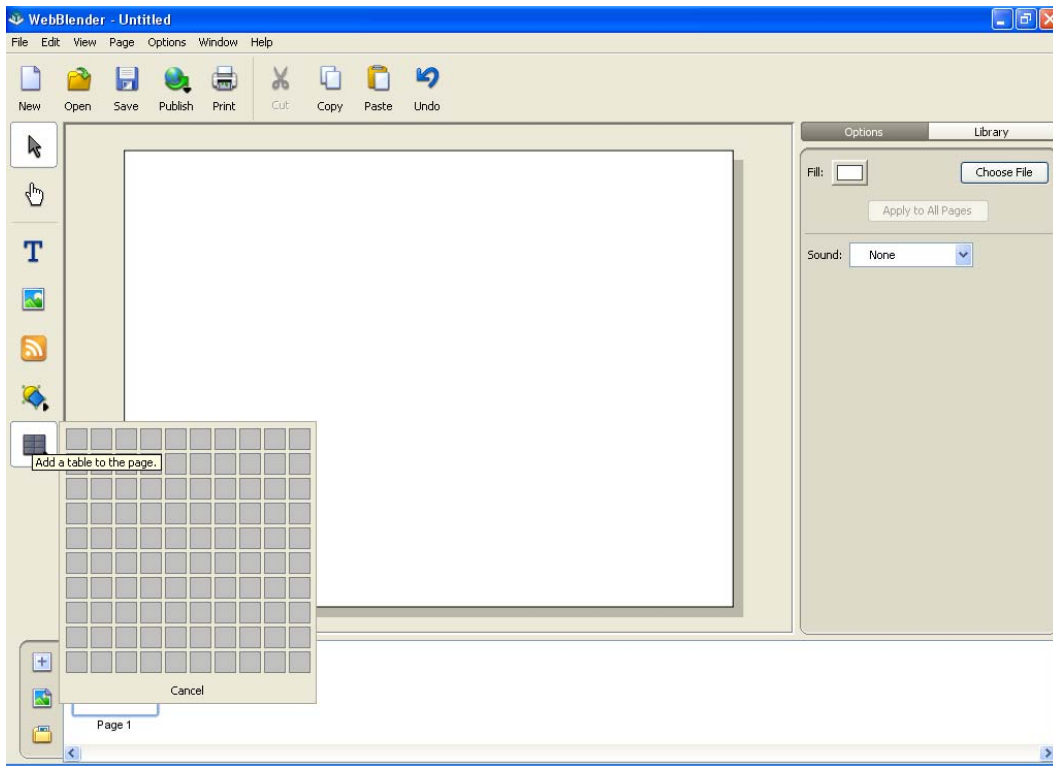 WebBlender - Untitled
File Edit View Page Options Window Help
New Open Save Publish Print Cut Copy Paste Undo
Options Library
Fill: Choose File
Apply to All Pages
T
Sound: None
Add a table to the page.
Cancel
Page 1